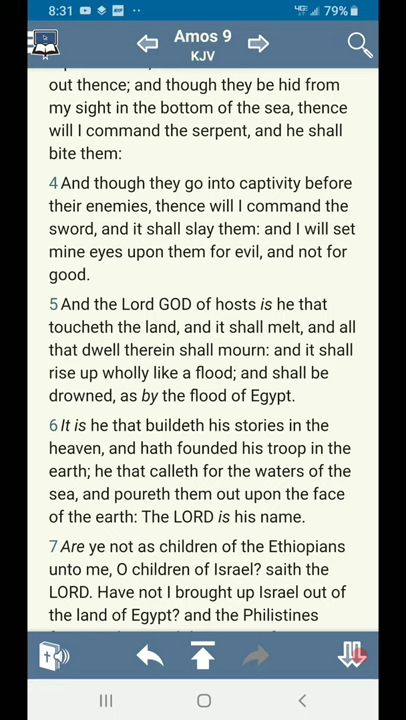 8:31
4GE
79%
Amos 9
KJV
out thence; and though they be hid from
my sight in the bottom of the sea, thence
will I command the serpent, and he shall
bite them:
4 And though they go into captivity before
their enemies, thence will I command the
sword, and it shall slay them: and I will set
mine eyes upon them for evil, and not for
good.
5 And the Lord GOD of hosts is he that
toucheth the land, and it shall melt, and all
that dwell therein shall mourn: and it shall
rise up wholly like a flood; and shall be
drowned, as by the flood of Egypt.
6 It is he that buildeth his stories in the
heaven, and hath founded his troop in the
earth; he that calleth for the waters of the
sea, and poureth them out upon the face
of the earth: The LORD is his name.
7 Are ye not as children of the Ethiopians
unto me, O children of Israel? saith the
LORD. Have not I brought up Israel out of
the land of Egypt? and the Philistines